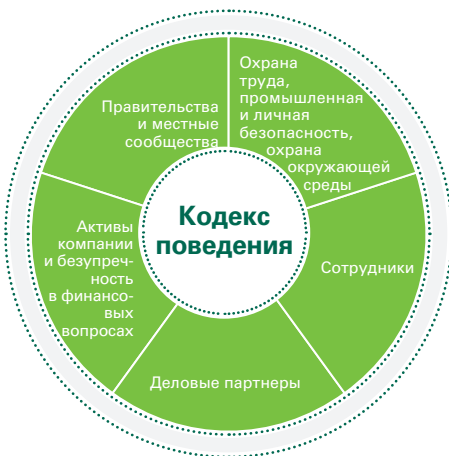 Охрана
труда,
промышленная
и личная
безопасность,
охрана
окружающей
среды
Правительства
и местные
сообщества
Кодекс
поведения
Активы
компании
и безупреч-
ность
в финансо-
вых
вопросах
Сотрудники
Деловые партнеры